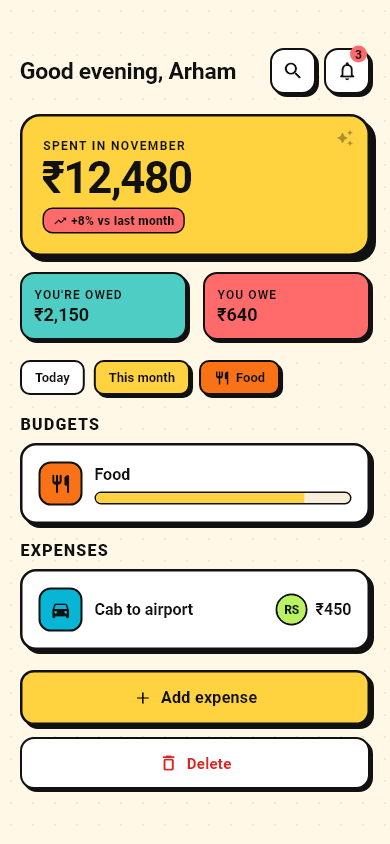 Good evening, Arham
3
SPENT IN NOVEMBER
₹12,480
+8% vs last month
YOU'RE OWED
₹2,150
YOU OWE
₹640
Today
This month
Food
BUDGETS
Food
EXPENSES
Cab to airport
RS
₹450
+ Add expense
Delete